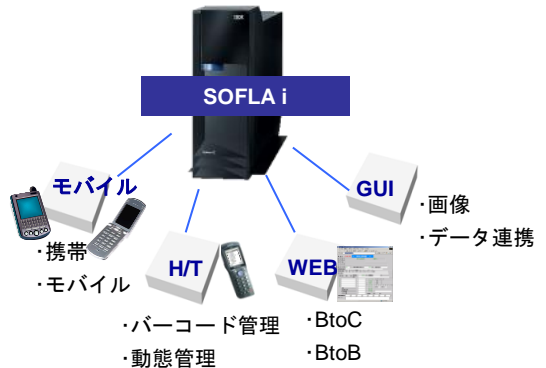 IBM
SOFLA i
モバイル
・携帯
・モバイル
H/T
・バーコード管理
・動態管理
WEB
・BtoC
・BtoB
GUI
・画像
・データ連携